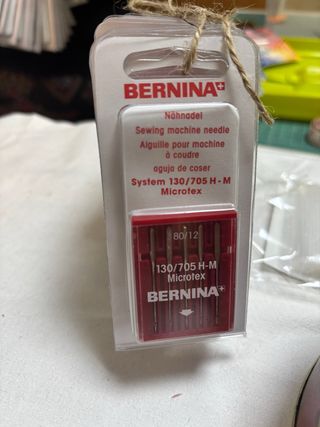 BERNINA+
Nähnadel
Sewing machine needle
Aiguille pour machine
à coudre
aguja de coser
System 130/705 H-M
Microtex
80/12
130/705 H-M
Microtex
BERNINA+